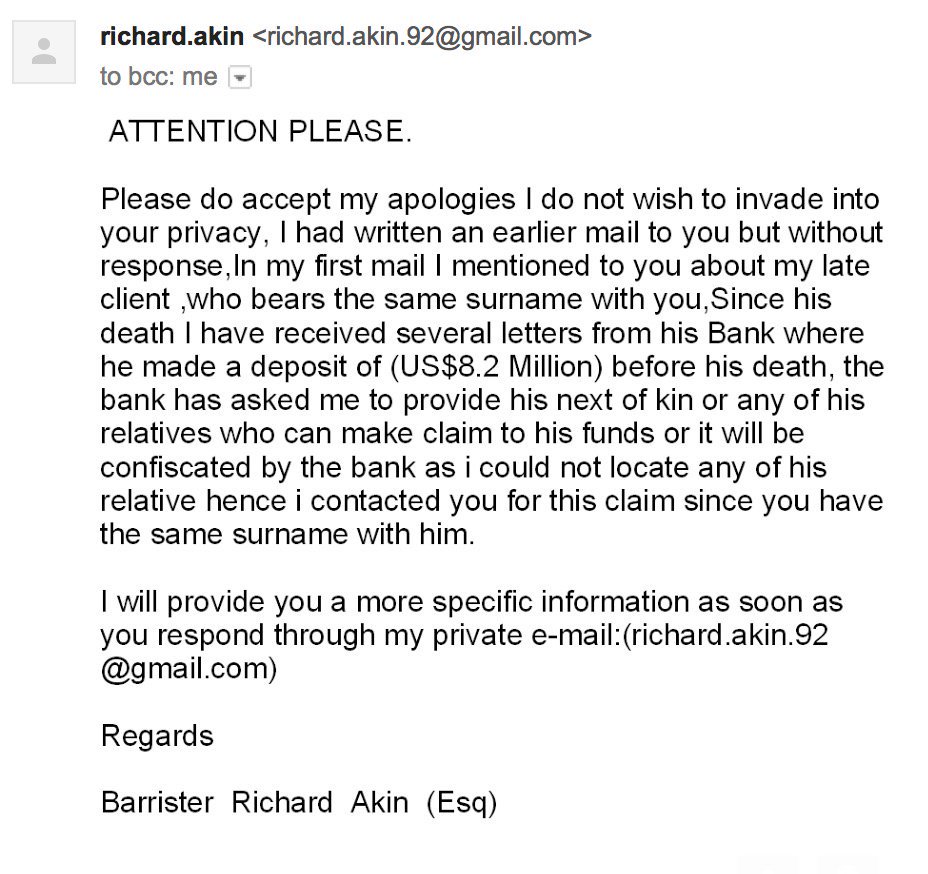 richard.akin <richard.akin.92@gmail.com>
to bcc: me
ATTENTION PLEASE.
Please do accept my apologies I do not wish to invade into
your privacy, I had written an earlier mail to you but without
response,In my first mail I mentioned to you about my late
client ,who bears the same surname with you,Since his
death I have received several letters from his Bank where
he made a deposit of (US$8.2 Million) before his death, the
bank has asked me to provide his next of kin or any of his
relatives who can make claim to his funds or it will be
confiscated by the bank as i could not locate any of his
relative hence i contacted you for this claim since you have
the same surname with him.
I will provide you a more specific information as soon as
you respond through my private e-mail:(richard.akin.92
@gmail.com)
Regards
Barrister Richard Akin (Esq)